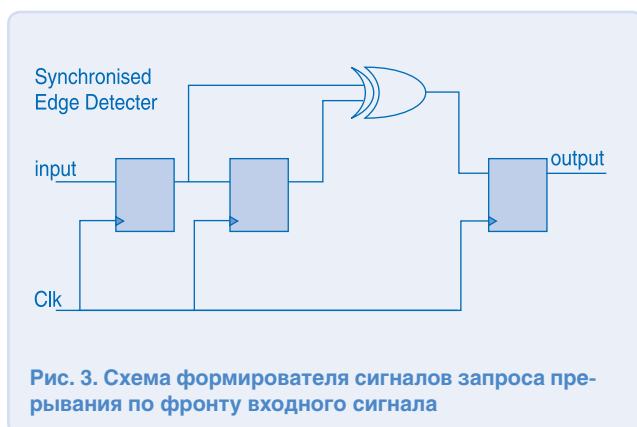 Synchronised
Edge Detecter
input
output
Clk
Рис. 3. Схема формирователя сигналов запроса пре-
рывания по фронту входного сигнала